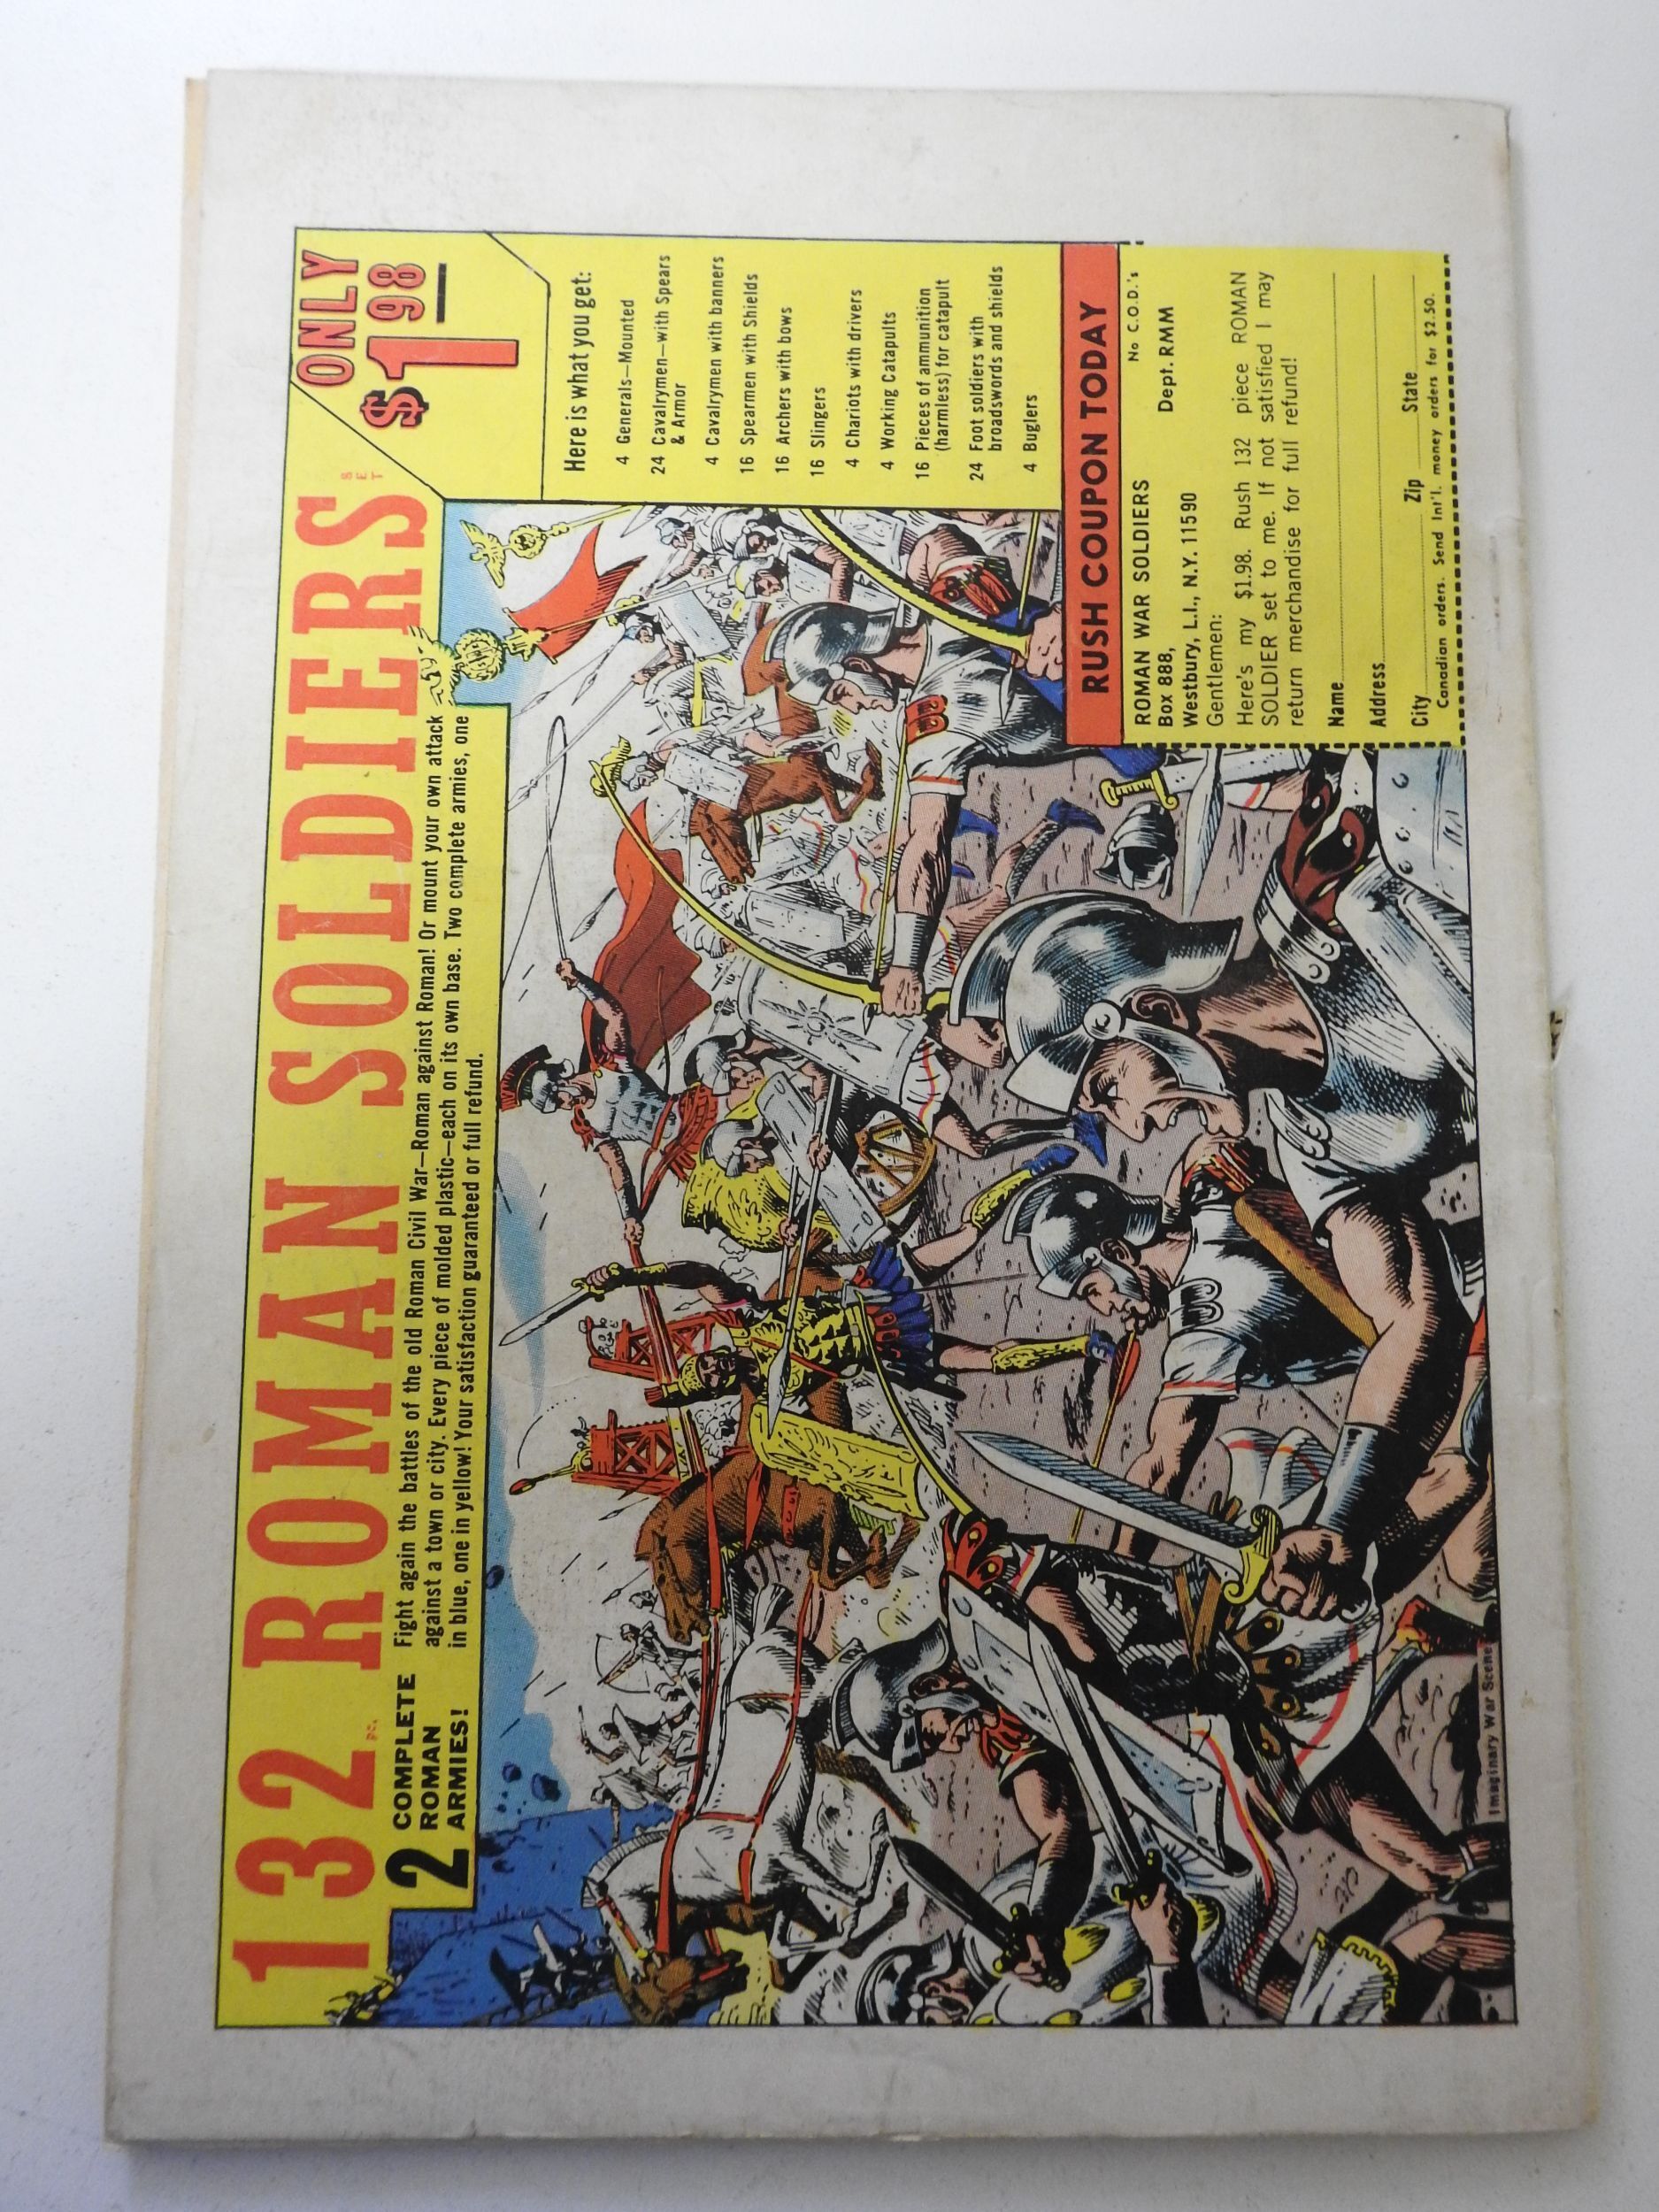 132 PC. ROMAN SOLDIERS SET
ONLY
$1 98
2 COMPLETE
ROMAN
ARMIES!
Fight again the battles of the old Roman Civil War—Roman against Roman! Or mount your own attack
against a town or city. Every piece of molded plastic—each on its own base. Two complete armies, one
in blue, one in yellow! Your satisfaction guaranteed or full refund.
Here is what you get:
4 Generals—Mounted
24 Cavalrymen—with Spears
& Armor
4 Cavalrymen with banners
16 Spearmen with Shields
16 Archers with bows
16 Slingers
4 Chariots with drivers
4 Working Catapults
16 Pieces of ammunition
(harmless) for catapult
24 Foot soldiers with
broadswords and shields
4 Buglers
RUSH COUPON TODAY
ROMAN WAR SOLDIERS No C.O.D.'s
Box 888, Dept. RMM
Westbury, L.I., N.Y. 11590
Gentlemen:
Here's my $1.98. Rush 132 piece ROMAN
SOLDIER set to me. If not satisfied I may
return merchandise for full refund!
Name
Address
City Zip State
Canadian orders. Send Int'l. money orders for $2.50.
Imaginary War Scene